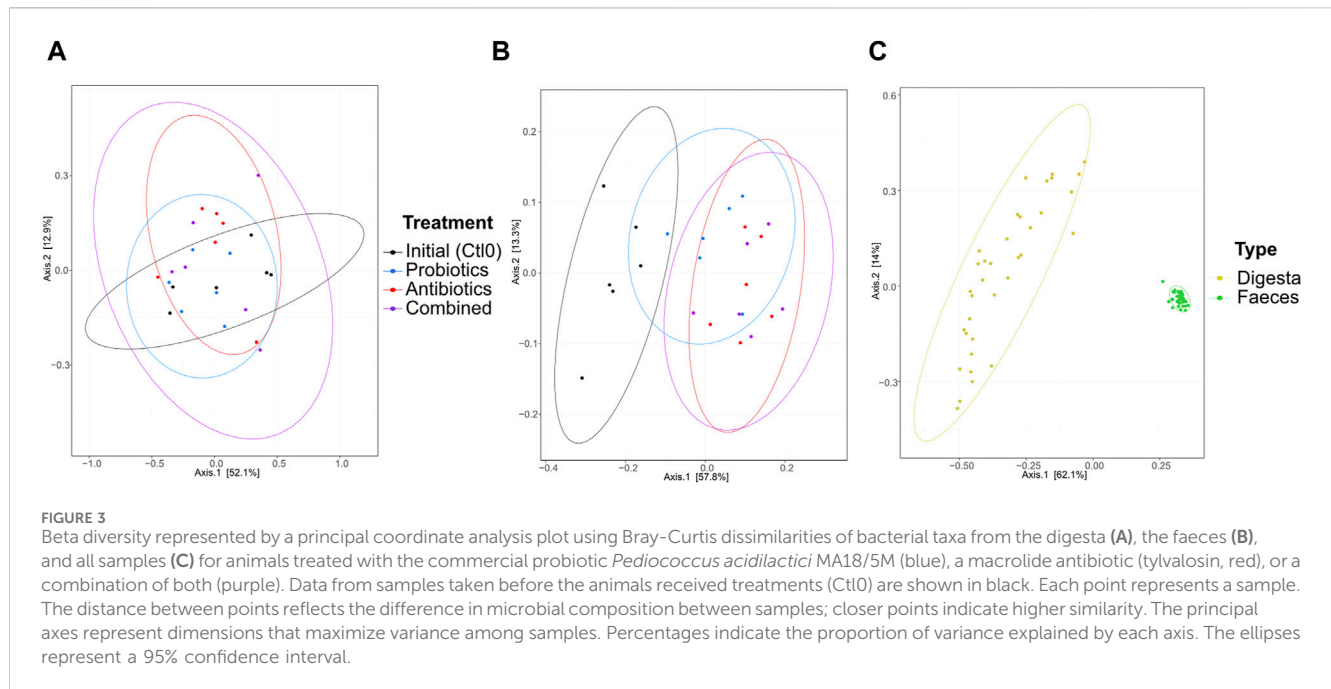 A
B
C
0.3
0.0
−0.3
Axis.2 [12.9%]
−1.0
−0.5
0.0
0.5
1.0
Axis.1 [52.1%]
Treatment
Initial (Ctl0)
Probiotics
Antibiotics
Combined
0.2
0.1
0.0
−0.1
−0.2
Axis.2 [13.3%]
−0.4
−0.2
0.0
0.2
Axis.1 [57.8%]
0.6
0.3
0.0
−0.3
Axis.2 [14%]
−0.50
−0.25
0.00
0.25
Axis.1 [62.1%]
Type
Digesta
Faeces
FIGURE 3
Beta diversity represented by a principal coordinate analysis plot using Bray-Curtis dissimilarities of bacterial taxa from the digesta (A), the faeces (B),
and all samples (C) for animals treated with the commercial probiotic Pediococcus acidilactici MA18/5M (blue), a macrolide antibiotic (tylvalosin, red), or a
combination of both (purple). Data from samples taken before the animals received treatments (Ctl0) are shown in black. Each point represents a sample.
The distance between points reflects the difference in microbial composition between samples; closer points indicate higher similarity. The principal
axes represent dimensions that maximize variance among samples. Percentages indicate the proportion of variance explained by each axis. The ellipses
represent a 95% confidence interval.